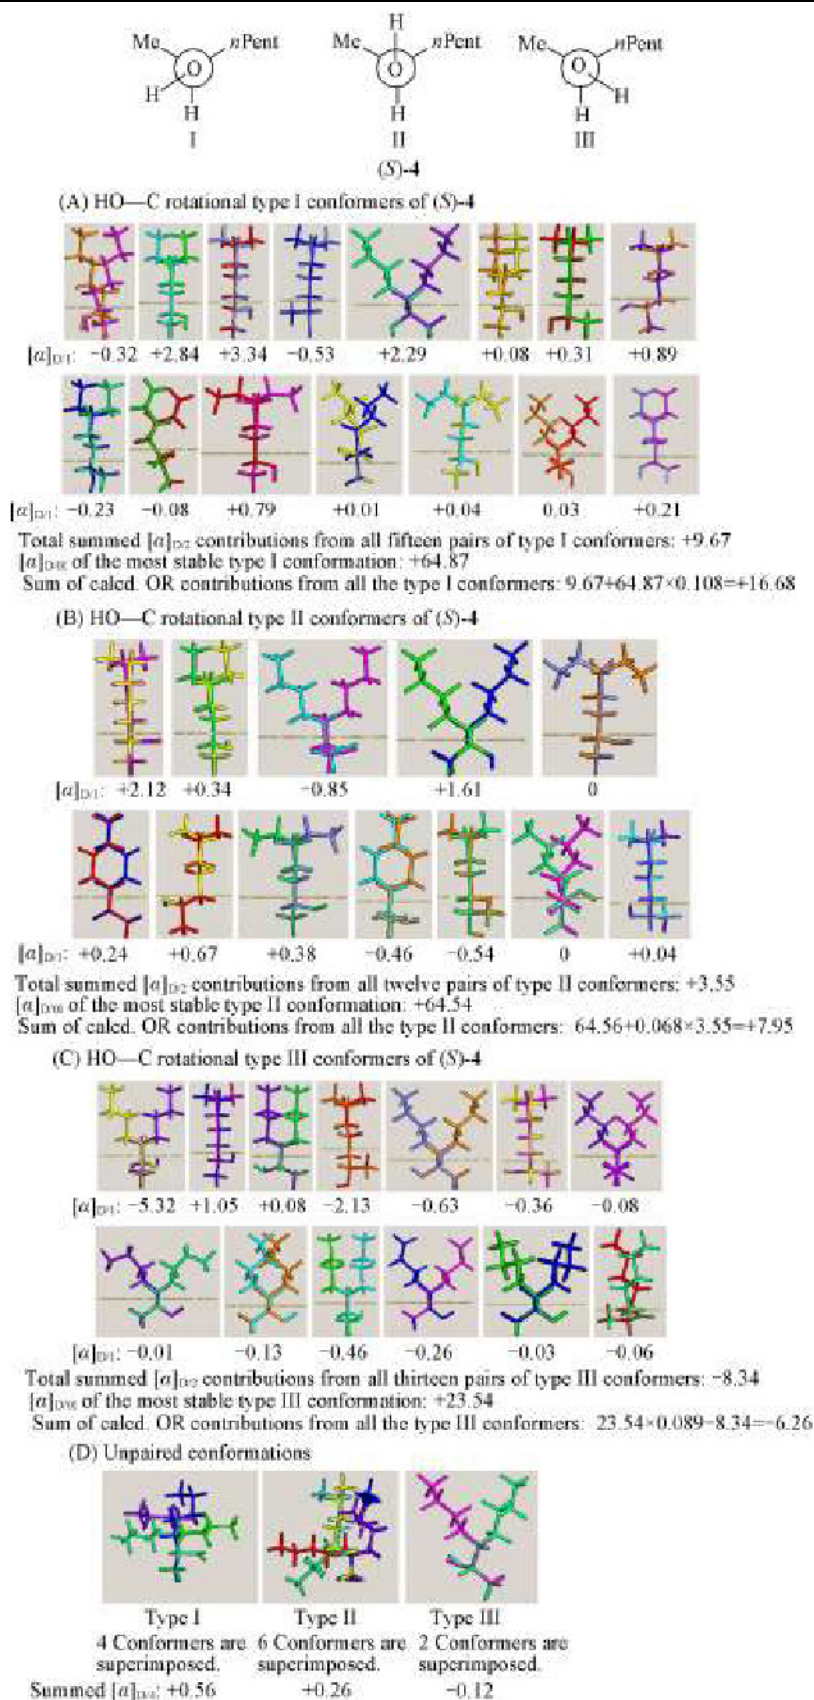 H
Me nPent Me nPent Me nPent
O O O
H H
H H H
I II III
(S)-4
(A) HO—C rotational type I conformers of (S)-4
[α]D/1: −0.32 +2.84 +3.34 −0.53 +2.29 +0.08 +0.31 +0.89
[α]D/1: −0.23 −0.08 +0.79 +0.01 +0.04 0.03 +0.21
Total summed [α]D/2 contributions from all fifteen pairs of type I conformers: +9.67
of the most stable type I conformation: +64.87
Sum of calcd. OR contributions from all the type I conformers: 9.67+64.87×0.108=+16.68
(B) HO—C rotational type II conformers of (S)-4
[α]D/1: +2.12 +0.34 −0.85 +1.61 0
[α]D/1: +0.24 +0.67 +0.38 −0.46 −0.54 0 +0.04
Total summed [α]D/2 contributions from all twelve pairs of type II conformers: +3.55
of the most stable type II conformation: +64.54
Sum of calcd. OR contributions from all the type II conformers: 64.56+0.068×3.55=+7.95
(C) HO—C rotational type III conformers of (S)-4
[α]D/1: −5.32 +1.05 +0.08 −2.13 −0.63 −0.36 −0.08
[α]D/1: −0.01 −0.13 −0.46 −0.26 −0.03 −0.06
Total summed [α]D/2 contributions from all thirteen pairs of type III conformers: −8.34
of the most stable type III conformation: +23.54
Sum of calcd. OR contributions from all the type III conformers: 23.54×0.089−8.34=−6.26
(D) Unpaired conformations
Type I Type II Type III
4 Conformers are 6 Conformers are 2 Conformers are
superimposed. superimposed. superimposed.
Summed [α]D/4: +0.56 +0.26 −0.12